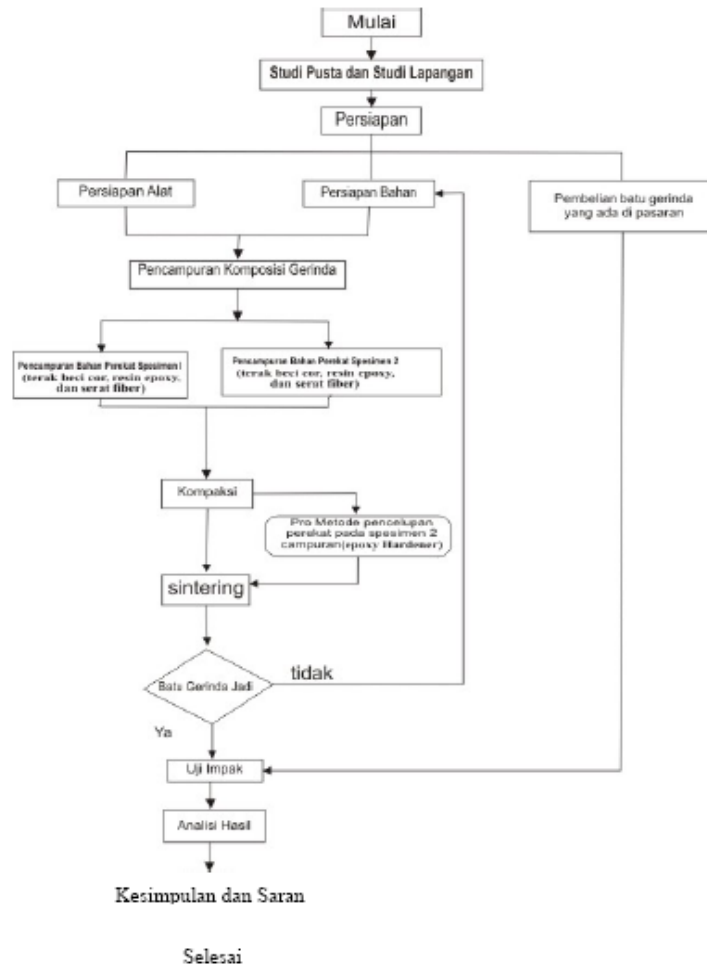 Mulai
Studi Pusta dan Studi Lapangam
Persiapan
Persiapan Alat
Persiapan Bahan
Pembelian batu gerinda
yang ada di pasaran
Pencampuran Komposisi Gerinda
Pencampuran Bahan Perekat Spesimen I
(terak beci cor, resin epoxy,
dan serat fiber)
Pencampuran Bahan Perekat Spesimen 2
(terak beci cor, resin epoxy,
dan serat fiber)
Kompaksi
Pro Metode pencelupan
perekat pada spesimen 2
campuran(epoxy Hardener)
sintering
Batu Gerinda Jadi
tidak
Ya
Uji Impak
Analisi Hasil
Kesimpulan dan Saran
Selesai